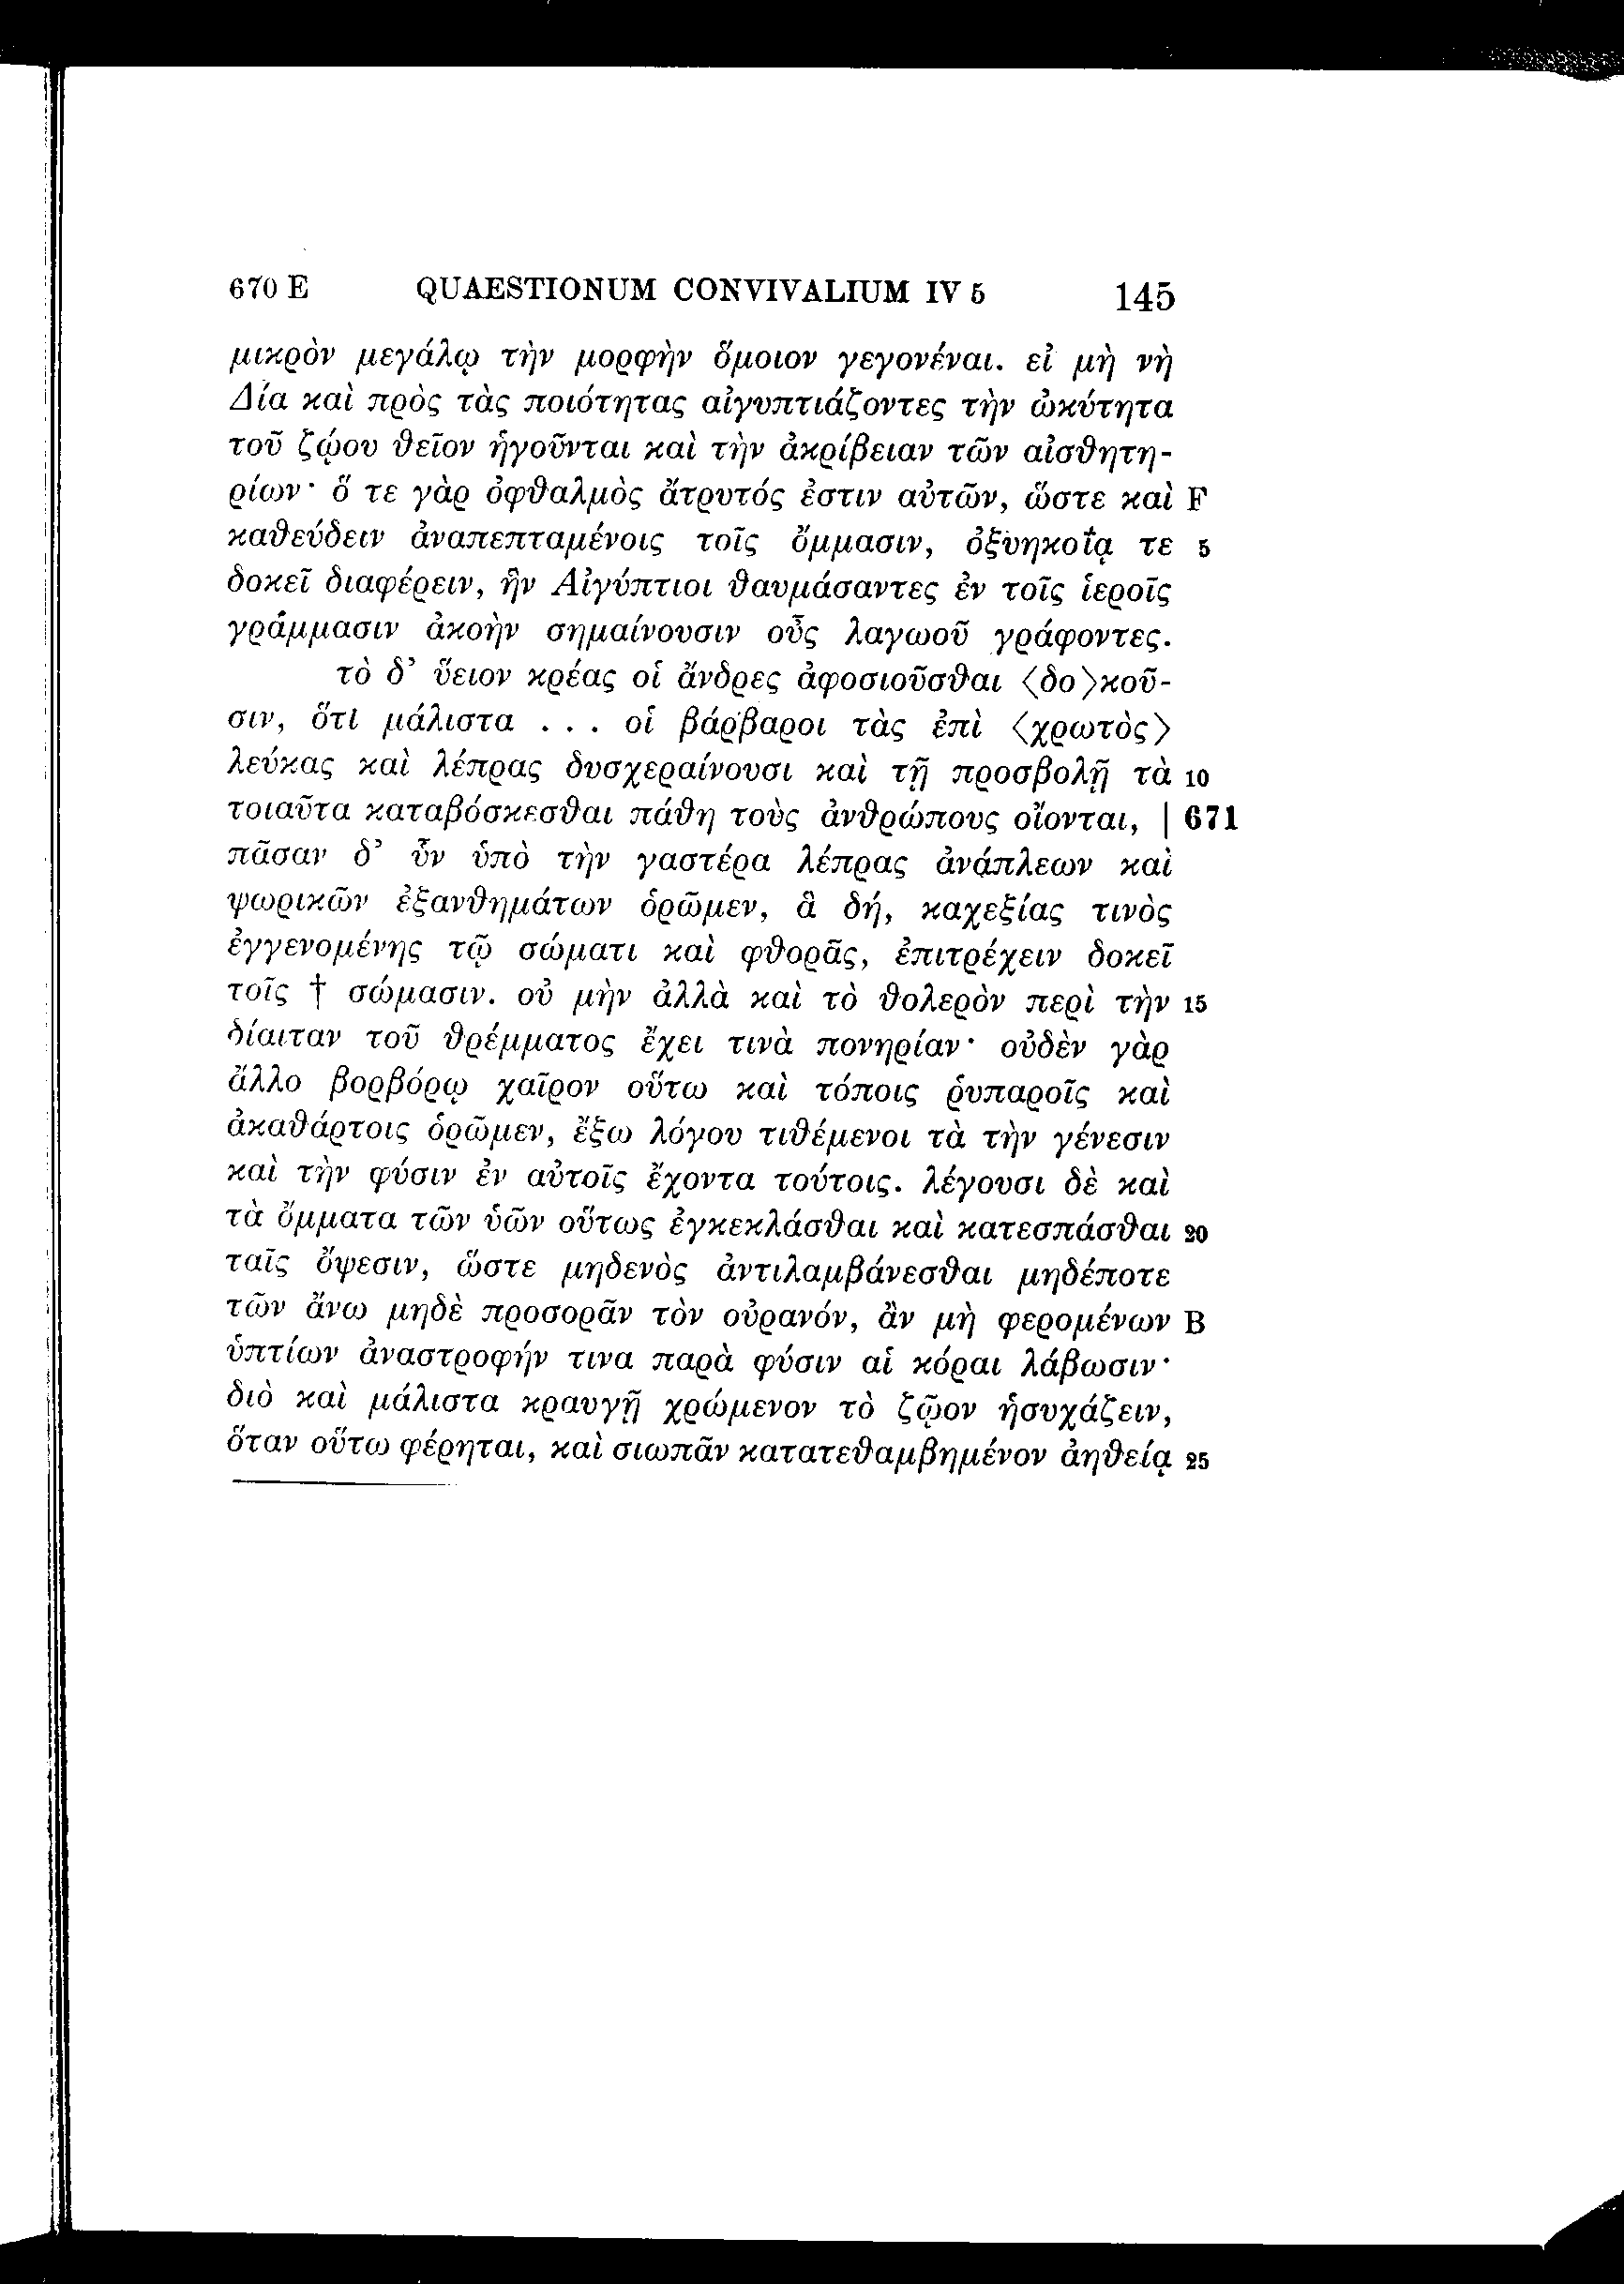 670 E QUAESTIONUM CONVIVALIUM IV 5 145
μικρὸν μεγάλῳ τὴν μορφὴν ὅμοιον γεγονέναι. εἰ μὴ νὴ
Δία καὶ πρὸς τὰς ποιότητας αἰγυπτιάζοντες τὴν ὠκύτητα
τοῦ ζῴου θεῖον ἡγοῦνται καὶ τὴν ἀκρίβειαν τῶν αἰσθητη-
ρίων· ὅ τε γὰρ ὀφθαλμὸς ἄτρυτός ἐστιν αὐτῶν, ὥστε καὶ F
καθεύδειν ἀναπεπταμένοις τοῖς ὄμμασιν, ὀξυηκοΐᾳ τε 5
δοκεῖ διαφέρειν, ἣν Αἰγύπτιοι θαυμάσαντες ἐν τοῖς ἱεροῖς
γράμμασιν ἀκοὴν σημαίνουσιν οὖς λαγωοῦ γράφοντες.
τὸ δ’ ὕειον κρέας οἱ ἄνδρες ἀφοσιοῦσθαι 〈δο〉κοῦ-
σιν, ὅτι μάλιστα . . . οἱ βάρβαροι τὰς ἐπὶ 〈χρωτὸς〉
λεύκας καὶ λέπρας δυσχεραίνουσι καὶ τῇ προσβολῇ τὰ 10
τοιαῦτα καταβόσκεσθαι πάθη τοὺς ἀνθρώπους οἴονται, | 671
πᾶσαν δ’ ὗν ὑπὸ τὴν γαστέρα λέπρας ἀνάπλεων καὶ
ψωρικῶν ἐξανθημάτων ὁρῶμεν, ἃ δή, καχεξίας τινὸς
ἐγγενομένης τῷ σώματι καὶ φθορᾶς, ἐπιτρέχειν δοκεῖ
τοῖς † σώμασιν. οὐ μὴν ἀλλὰ καὶ τὸ θολερὸν περὶ τὴν 15
δίαιταν τοῦ θρέμματος ἔχει τινὰ πονηρίαν· οὐδὲν γὰρ
ἄλλο βορβόρῳ χαῖρον οὕτω καὶ τόποις ῥυπαροῖς καὶ
ἀκαθάρτοις ὁρῶμεν, ἔξω λόγου τιθέμενοι τὰ τὴν γένεσιν
καὶ τὴν φύσιν ἐν αὐτοῖς ἔχοντα τούτοις. λέγουσι δὲ καὶ
τὰ ὄμματα τῶν ὑῶν οὕτως ἐγκεκλάσθαι καὶ κατεσπάσθαι 20
ταῖς ὄψεσιν, ὥστε μηδενὸς ἀντιλαμβάνεσθαι μηδέποτε
τῶν ἄνω μηδὲ προσορᾶν τὸν οὐρανόν, ἂν μὴ φερομένων B
ὑπτίων ἀναστροφήν τινα παρὰ φύσιν αἱ κόραι λάβωσιν·
διὸ καὶ μάλιστα κραυγῇ χρώμενον τὸ ζῷον ἡσυχάζειν,
ὅταν οὕτω φέρηται, καὶ σιωπᾶν κατατεθαμβημένον ἀηθείᾳ 25